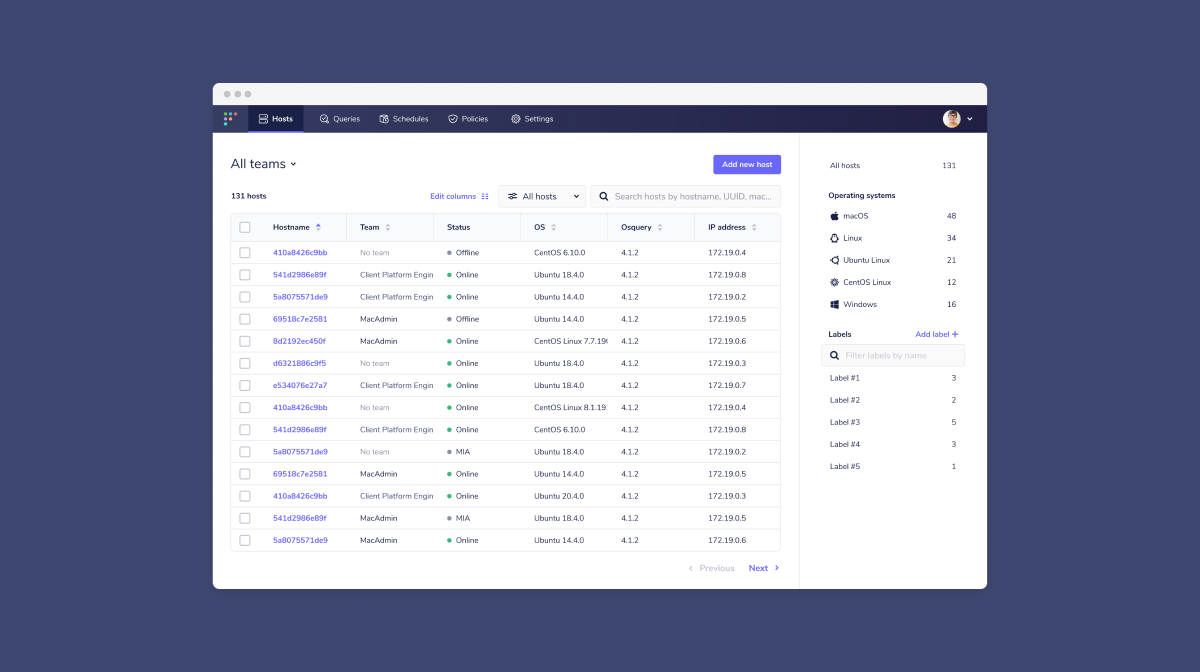 Hosts Queries Schedules Policies Settings
All teams
Add new host
131 hosts Edit columns All hosts Search hosts by hostname, UUID, mac...
Hostname Team Status OS Osquery IP address
410a8426c9bb No team Offline CentOS 6.10.0 4.1.2 172.19.0.4
541d2986e89f Client Platform Engin Online Ubuntu 18.4.0 4.1.2 172.19.0.8
5a8075571de9 Client Platform Engin Online Ubuntu 14.4.0 4.1.2 172.19.0.2
69518c7e2581 MacAdmin Offline Ubuntu 14.4.0 4.1.2 172.19.0.5
8d2192ec450f MacAdmin Online CentOS Linux 7.7.190 4.1.2 172.19.0.6
d6321886c9f5 No team Online Ubuntu 18.4.0 4.1.2 172.19.0.3
e534076e27a7 Client Platform Engin Online Ubuntu 18.4.0 4.1.2 172.19.0.7
410a8426c9bb No team Online CentOS Linux 8.1.19 4.1.2 172.19.0.4
541d2986e89f Client Platform Engin Online CentOS 6.10.0 4.1.2 172.19.0.8
5a8075571de9 No team MIA Ubuntu 18.4.0 4.1.2 172.19.0.2
69518c7e2581 MacAdmin Online Ubuntu 14.4.0 4.1.2 172.19.0.5
410a8426c9bb Client Platform Engin Online Ubuntu 20.4.0 4.1.2 172.19.0.3
541d2986e89f MacAdmin MIA Ubuntu 18.4.0 4.1.2 172.19.0.5
5a8075571de9 MacAdmin Online Ubuntu 14.4.0 4.1.2 172.19.0.6
Previous Next
All hosts 131
Operating systems
macOS 48
Linux 34
Ubuntu Linux 21
CentOS Linux 12
Windows 16
Labels Add label
Filter labels by name
Label #1 3
Label #2 2
Label #3 5
Label #4 3
Label #5 1